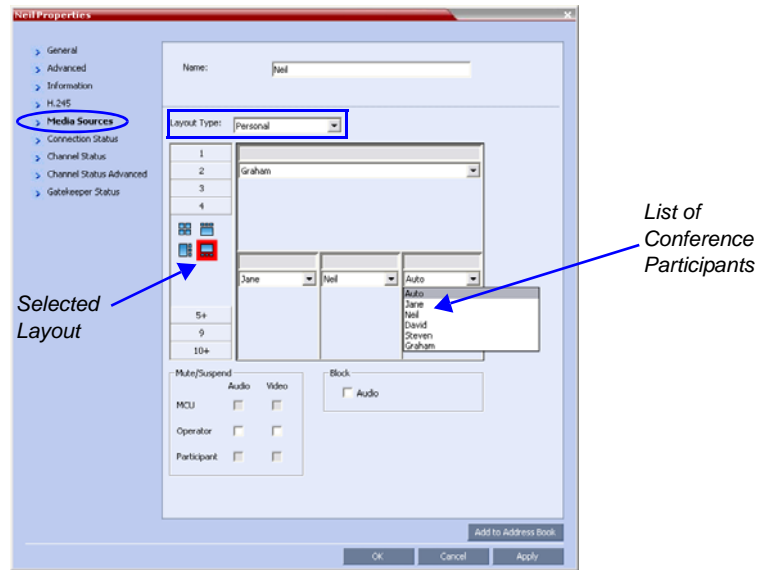 Neil Properties
General
Advanced
Information
H.245
Media Sources
Connection Status
Channel Status
Channel Status Advanced
Gatekeeper Status
Name: Neil
Layout Type: Personal
1
2
3
4
Graham
Jane
Neil
Auto
Auto
Jane
Neil
David
Steven
Graham
5+
9
10+
Mute/Suspend
Audio Video
MCU
Operator
Participant
Block
Audio
Add to Address Book
OK Cancel Apply
Selected
Layout
List of
Conference
Participants